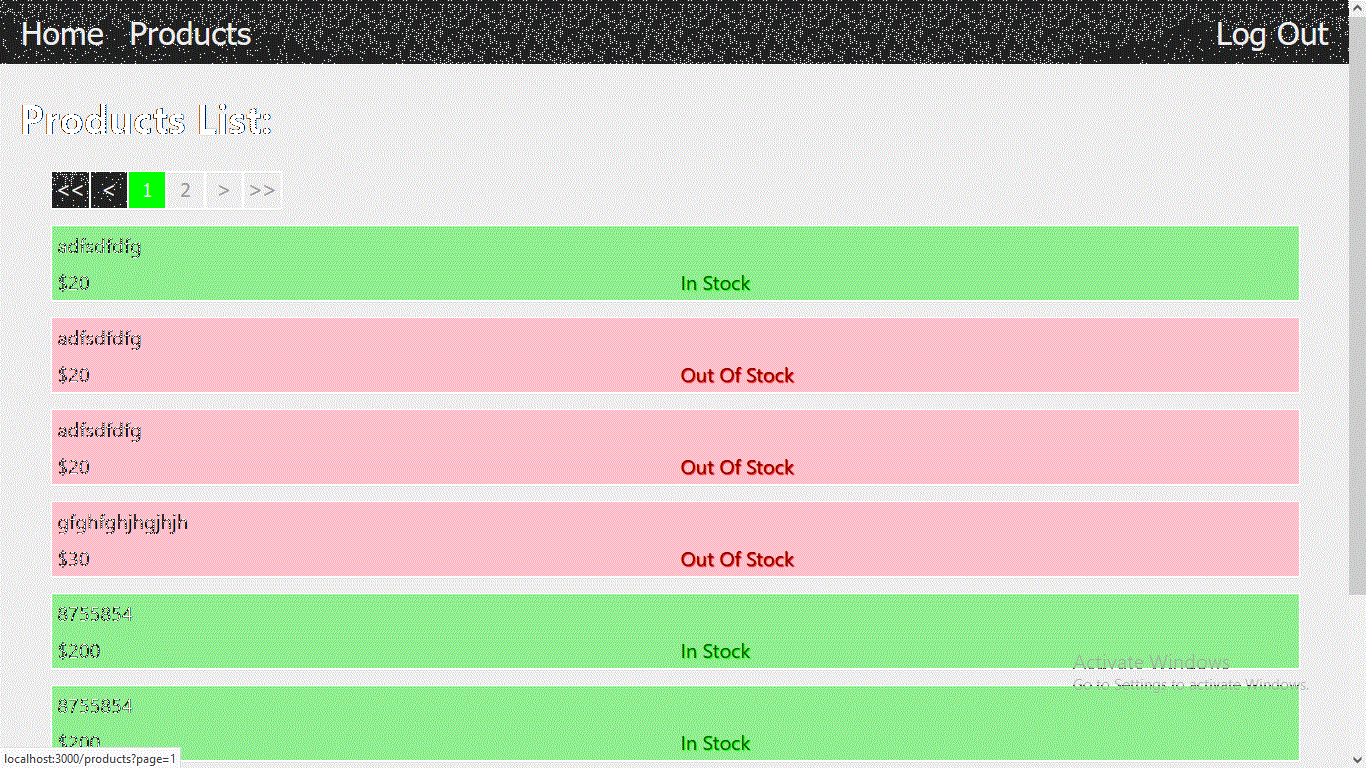 Home Products Log Out
Products List:
<< < 1 2 > >>
adfsdfdfg
$20 In Stock
adfsdfdfg
$20 Out Of Stock
adfsdfdfg
$20 Out Of Stock
gfghfghjhgjhjh
$30 Out Of Stock
8755854
$200 In Stock
Activate Windows
Go to Settings to activate Windows.
8755854
$200 In Stock
localhost:3000/products?page=1